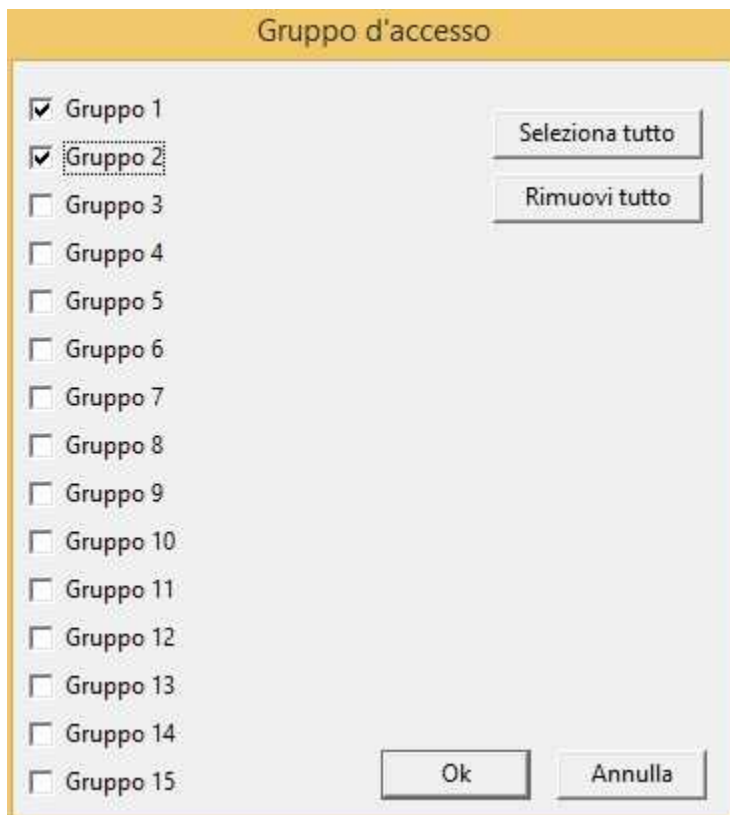 Gruppo d'accesso
Gruppo 1
Gruppo 2
Gruppo 3
Gruppo 4
Gruppo 5
Gruppo 6
Gruppo 7
Gruppo 8
Gruppo 9
Gruppo 10
Gruppo 11
Gruppo 12
Gruppo 13
Gruppo 14
Gruppo 15
Seleziona tutto
Rimuovi tutto
Ok
Annulla